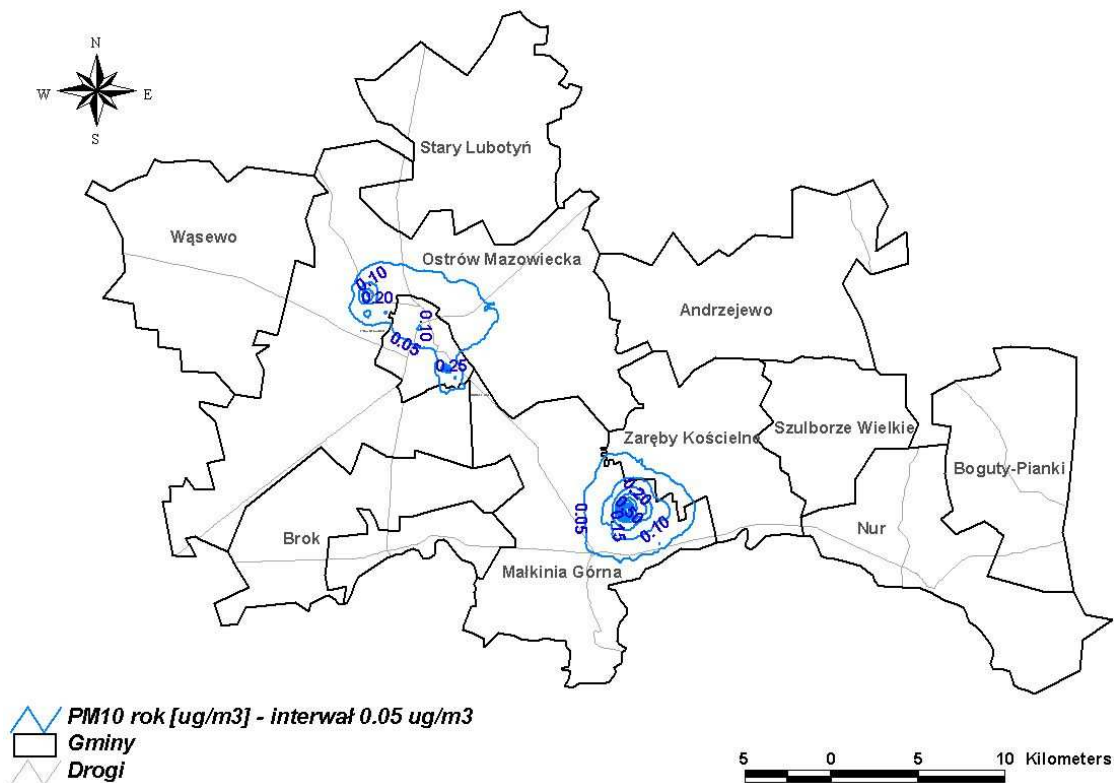 N
W E
S
Stary Lubotyń
Wąsewo
Ostrów Mazowiecka
0.10
0.20
Andrzejewo
0.10
0.05
0.25
Zaręby Kościelne
Szulborze Wielkie
Boguty-Pianki
0.20
0.05
0.15
0.10
Nur
Brok
Małkinia Górna
PM10 rok [ug/m3] - interwał 0.05 ug/m3
Gminy
Drogi
5 0 5 10 Kilometers